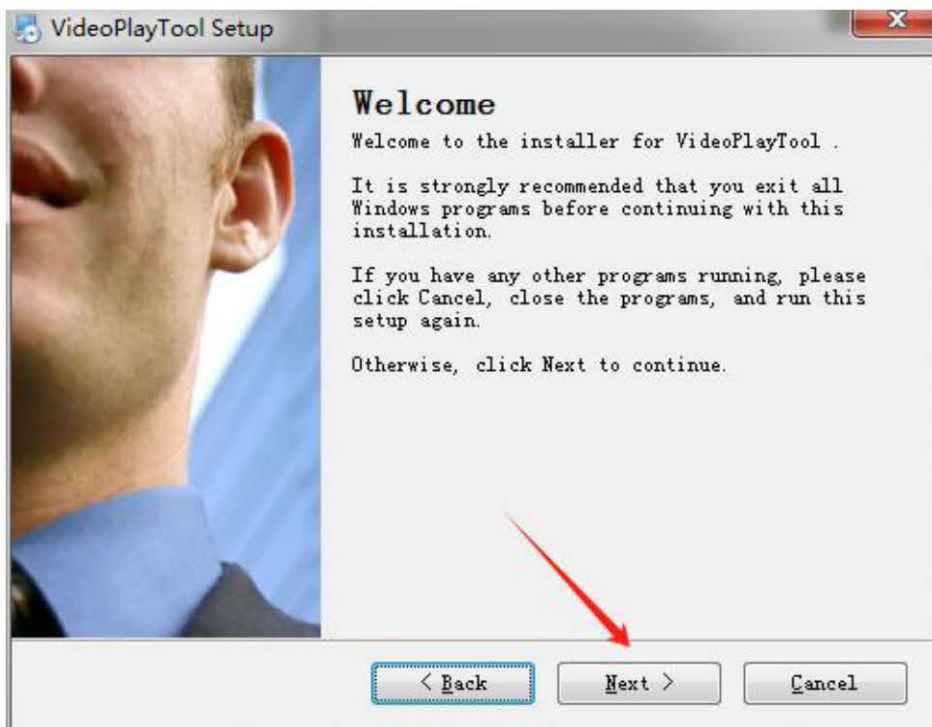 VideoPlayTool Setup
Welcome
Welcome to the installer for VideoPlayTool .
It is strongly recommended that you exit all
Windows programs before continuing with this
installation.
If you have any other programs running, please
click Cancel, close the programs, and run this
setup again.
Otherwise, click Next to continue.
< Back
Next >
Cancel